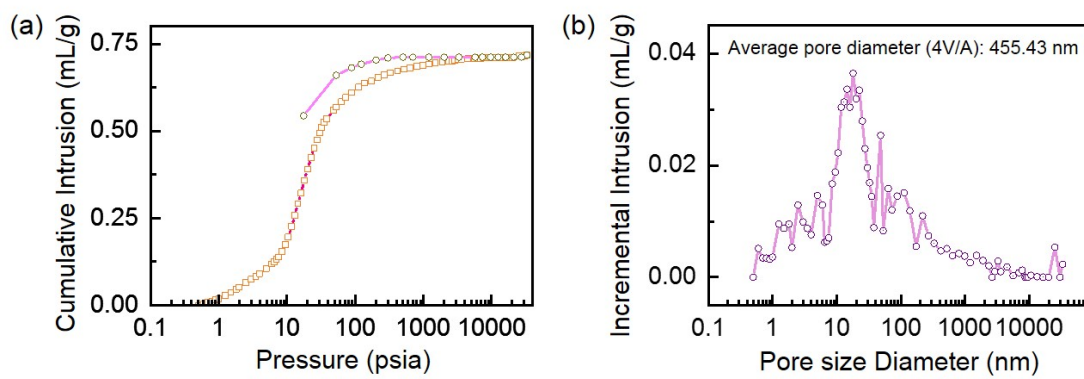 (a)
Cumulative Intrusion (mL/g)
0.75
0.50
0.25
0.00
0.1 1 10 100 1000 10000
Pressure (psia)
(b)
Incremental Intrusion (mL/g)
Average pore diameter (4V/A): 455.43 nm
0.04
0.02
0.00
0.1 1 10 100 1000 10000
Pore size Diameter (nm)